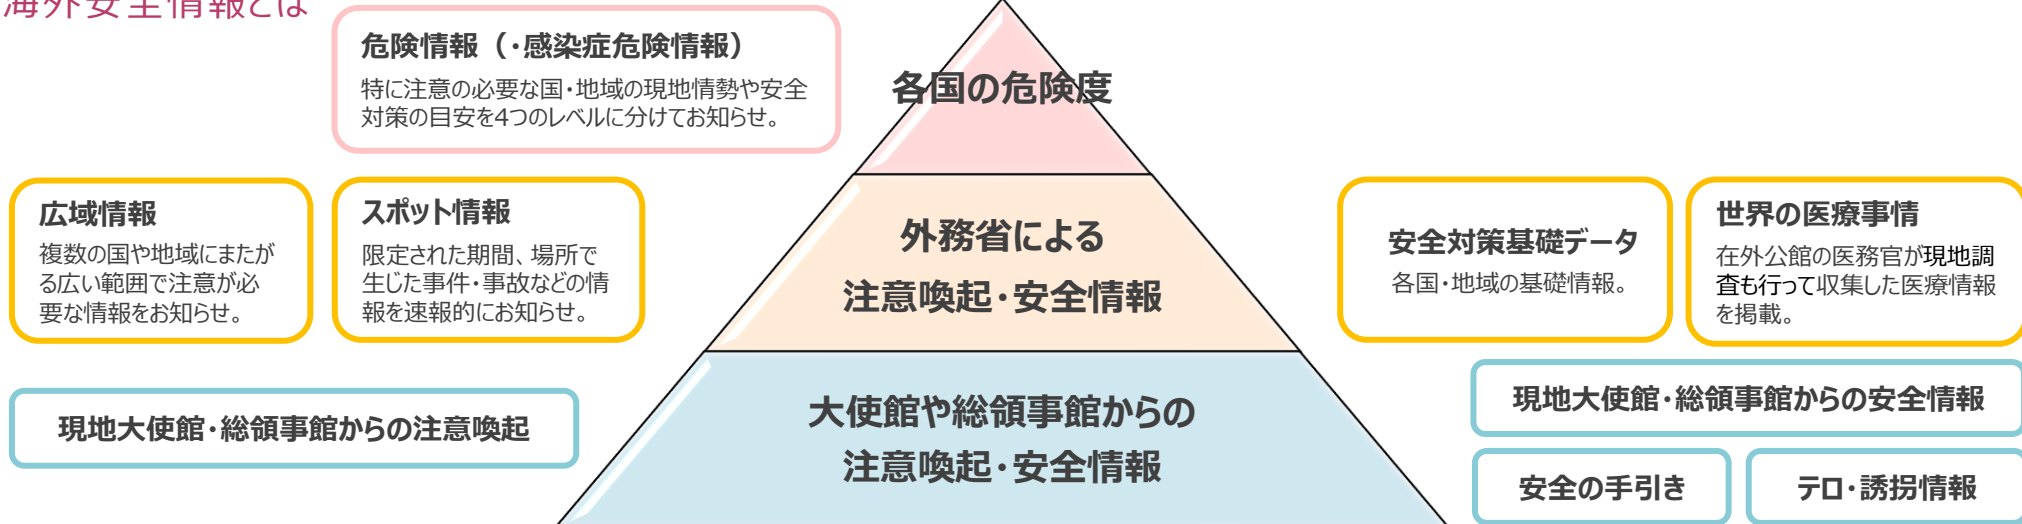 海外安全情報とは
危険情報（・感染症危険情報）
特に注意の必要な国・地域の現地情勢や安全
対策の目安を4つのレベルに分けてお知らせ。
各国の危険度
広域情報
複数の国や地域にまたが
る広い範囲で注意が必
要な情報をお知らせ。
スポット情報
限定された期間、場所で
生じた事件・事故などの情
報を速報的にお知らせ。
外務省による
注意喚起・安全情報
安全対策基礎データ
各国・地域の基礎情報。
世界の医療事情
在外公館の医務官が現地調
査も行って収集した医療情報
を掲載。
現地大使館・総領事館からの注意喚起
大使館や総領事館からの
注意喚起・安全情報
現地大使館・総領事館からの安全情報
安全の手引き
テロ・誘拐情報